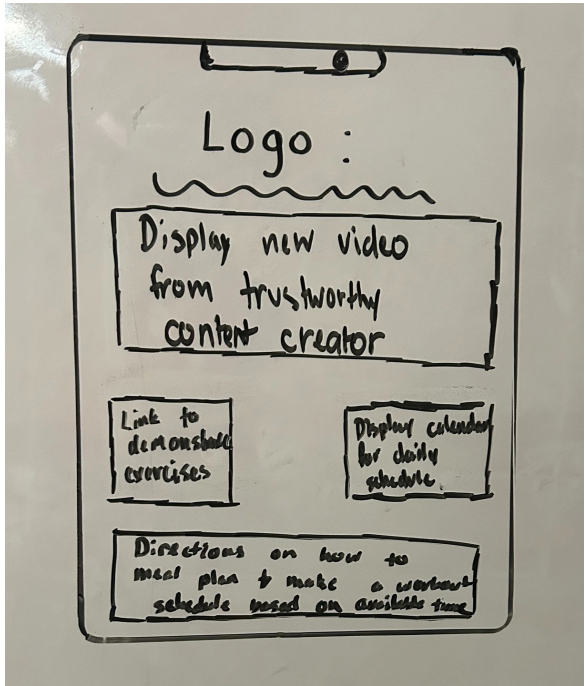 Logo :
Display new video
from trustworthy
content creator
Link to
demonstrate
exercises
Display calendar
for daily
schedule.
Directions on how to
meal plan & make a workout
schedule based on available time